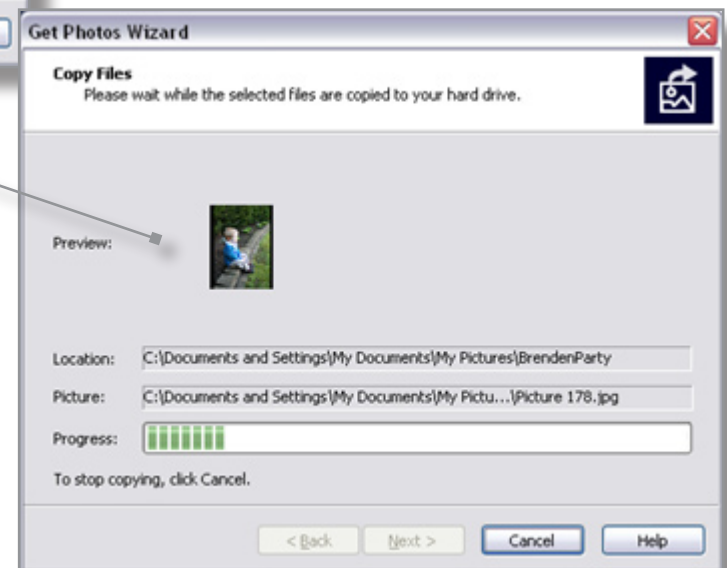 Get Photos Wizard
Copy Files
Please wait while the selected files are copied to your hard drive.
Preview:
Location: C:\Documents and Settings\My Documents\My Pictures\BrendenParty
Picture: C:\Documents and Settings\My Documents\My Pictu...\Picture 178.jpg
Progress:
To stop copying, click Cancel.
< Back Next > Cancel Help